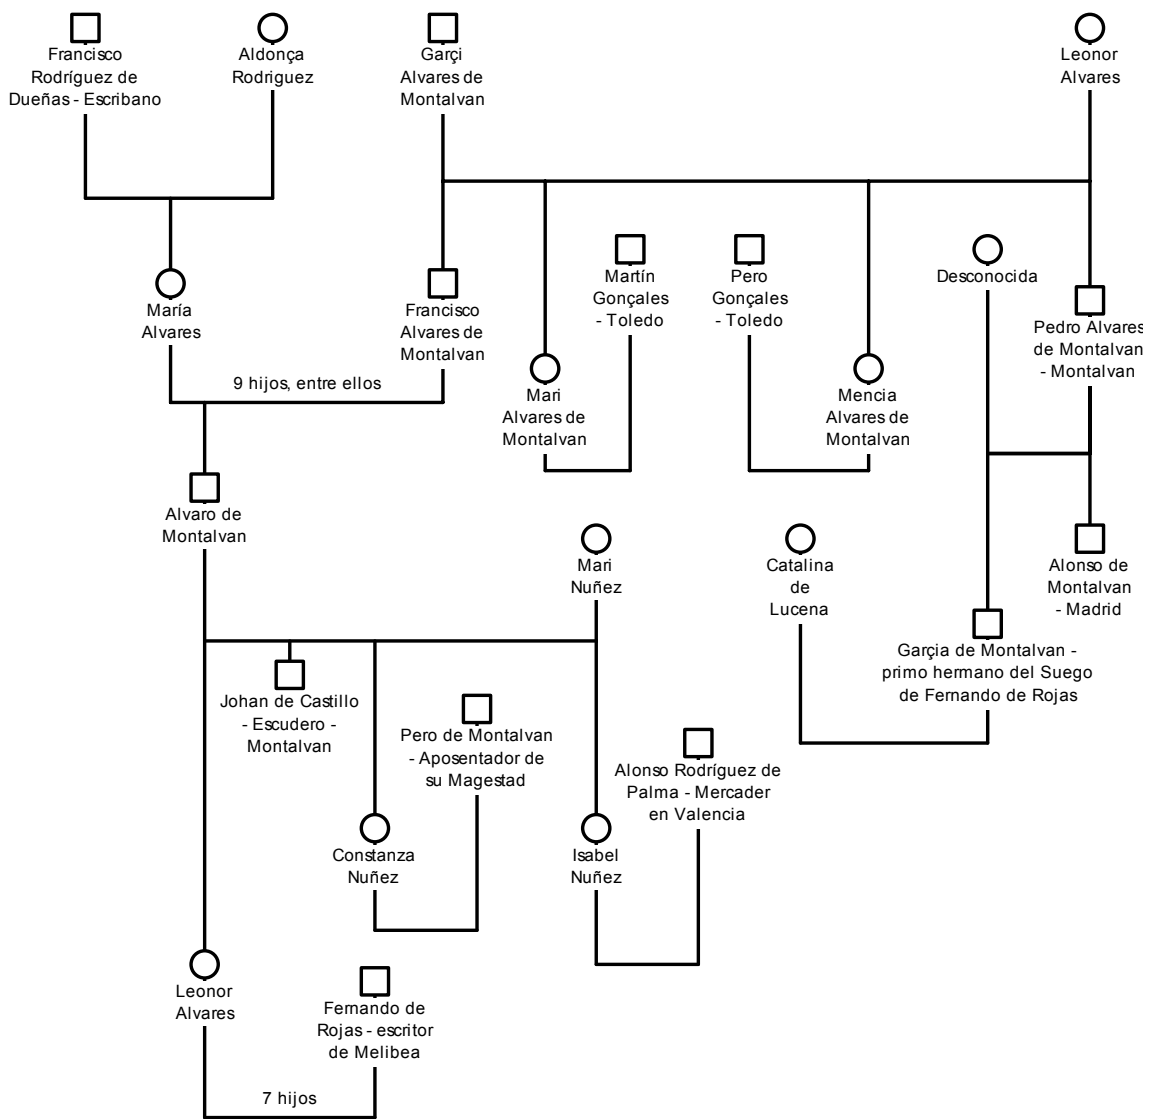 Francisco
Rodríguez de
Dueñas - Escribano
Aldonça
Rodriguez
Garçi
Alvares de
Montalvan
Leonor
Alvares
María
Alvares
Francisco
Alvares de
Montalvan
Martín
Gonçales
- Toledo
Pero
Gonçales
- Toledo
Desconocida
Pedro Alvares
de Montalvan
- Montalvan
9 hijos, entre ellos
Mari
Alvares de
Montalvan
Mencia
Alvares de
Montalvan
Alvaro de
Montalvan
Mari
Nuñez
Catalina
de
Lucena
Alonso de
Montalvan
- Madrid
Garçia de Montalvan -
primo hermano del Suego
de Fernando de Rojas
Johan de Castillo
- Escudero -
Montalvan
Pero de Montalvan
- Aposentador de
su Magestad
Alonso Rodríguez de
Palma - Mercader
en Valencia
Constanza
Nuñez
Isabel
Nuñez
Leonor
Alvares
Fernando de
Rojas - escritor
de Melibea
7 hijos